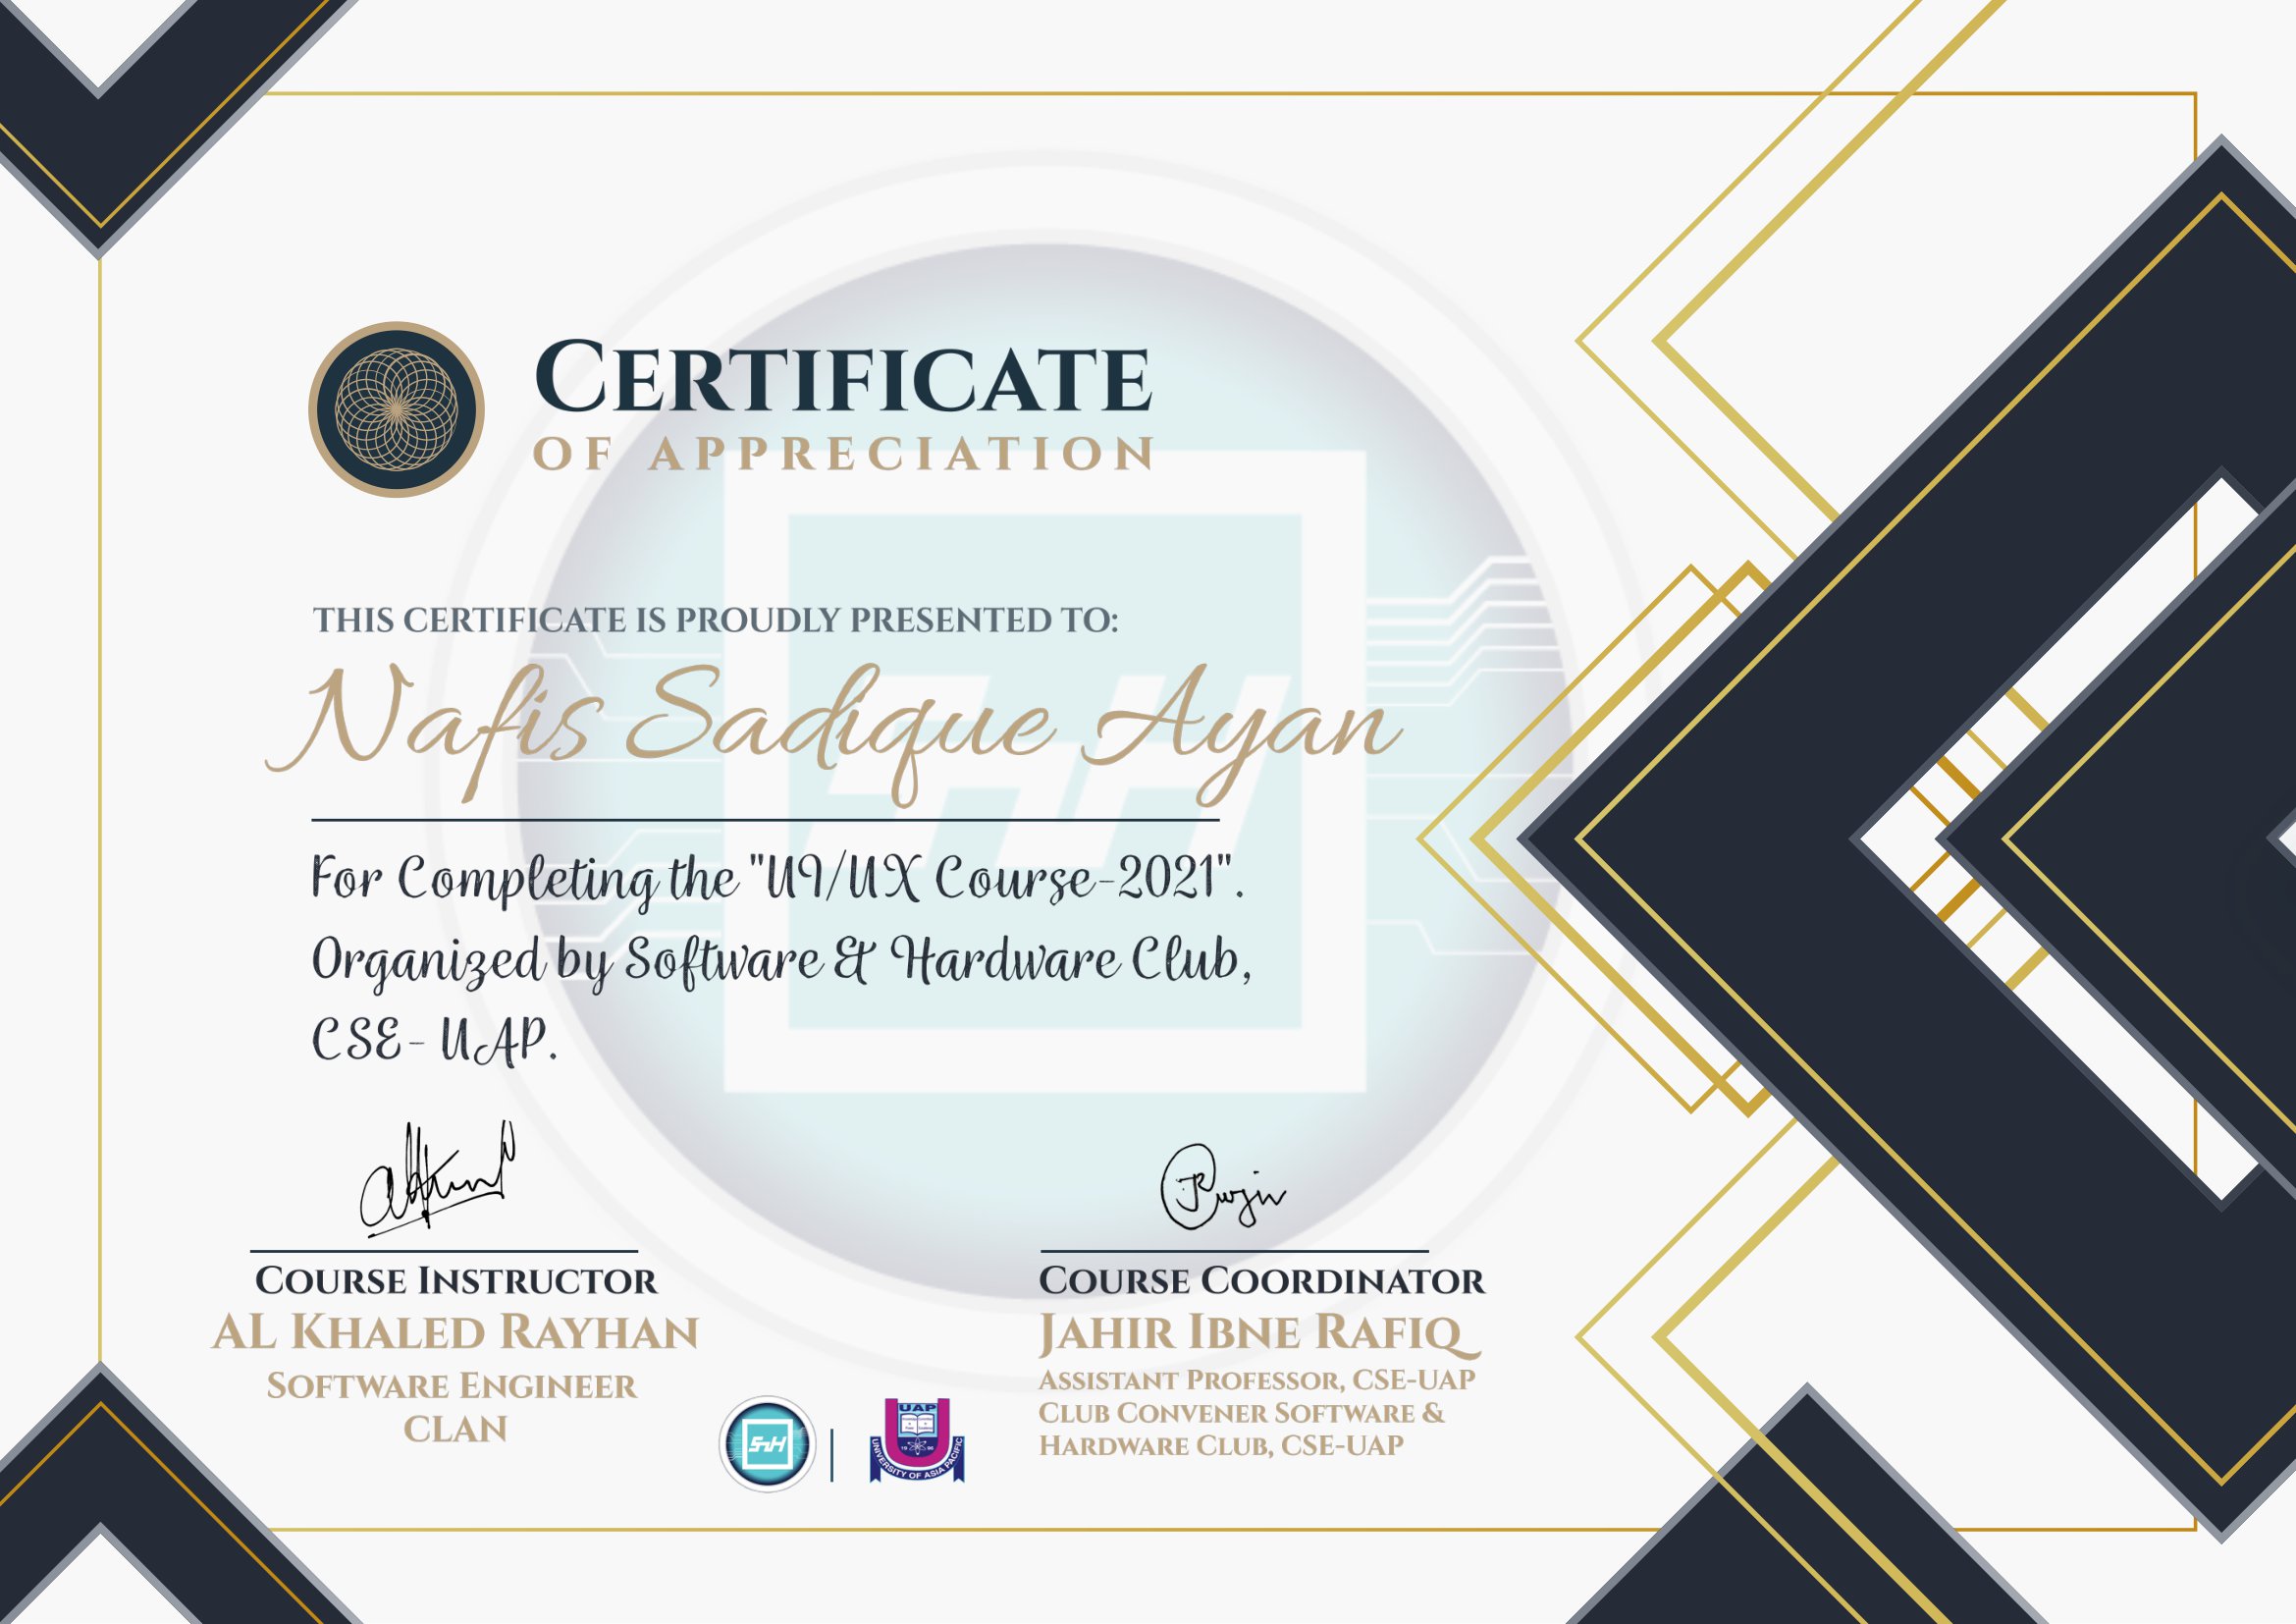 CERTIFICATE
OF APPRECIATION
THIS CERTIFICATE IS PROUDLY PRESENTED TO:
Nafis Sadique Ayan
For Completing the "UI/UX Course-2021".
Organized by Software & Hardware Club,
CSE- UAP.
COURSE INSTRUCTOR
AL KHALED RAYHAN
SOFTWARE ENGINEER
CLAN
COURSE COORDINATOR
JAHIR IBNE RAFIQ
ASSISTANT PROFESSOR, CSE-UAP
CLUB CONVENER SOFTWARE &
HARDWARE CLUB, CSE-UAP
SnH
UAP
1996
UNIVERSITY OF ASIA PACIFIC